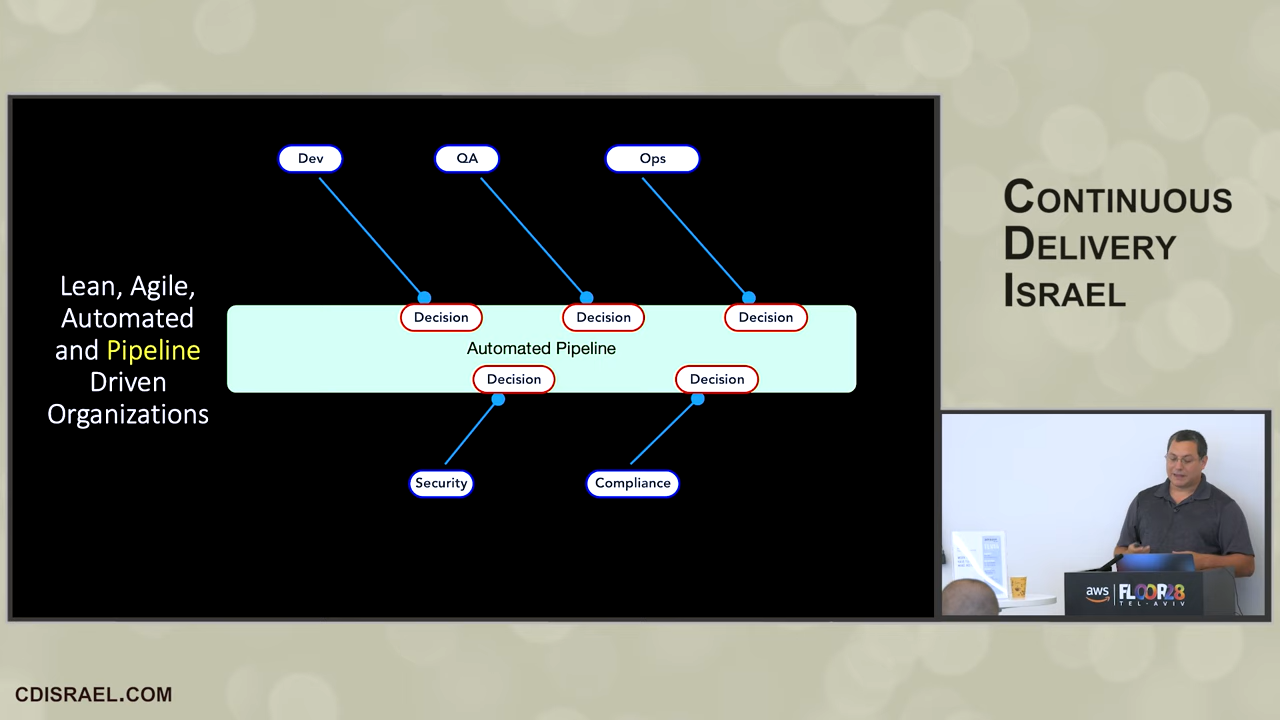 Dev
QA
Ops
Lean, Agile,
Automated
and Pipeline
Driven
Organizations
Decision
Decision
Decision
Automated Pipeline
Decision
Decision
Security
Compliance
CONTINUOUS
DELIVERY
ISRAEL
aws
FLOOR28
TEL-AVIV
CDISRAEL.COM